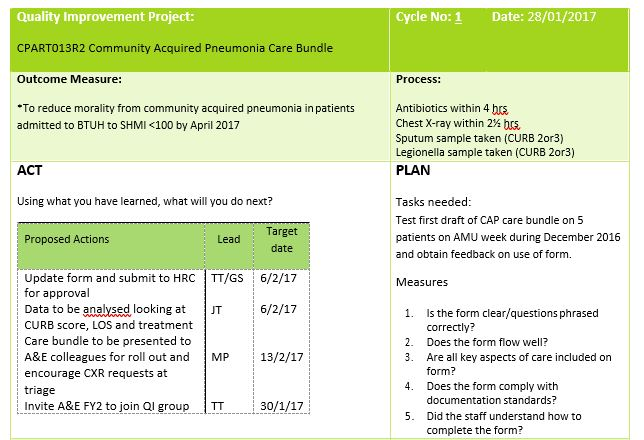 Quality Improvement Project:
CPART013R2 Community Acquired Pneumonia Care Bundle
Cycle No: 1 Date: 28/01/2017
Outcome Measure:
*To reduce morality from community acquired pneumonia in patients
admitted to BTUH to SHMI <100 by April 2017
Process:
Antibiotics within 4 hrs
Chest X-ray within 2½ hrs
Sputum sample taken (CURB 2or3)
Legionella sample taken (CURB 2or3)
ACT
Using what you have learned, what will you do next?
Proposed Actions Lead Target
date
Update form and submit to HRC TT/GS 6/2/17
for approval
Data to be analysed looking at JT 6/2/17
CURB score, LOS and treatment
Care bundle to be presented to
A&E colleagues for roll out and MP 13/2/17
encourage CXR requests at
triage
Invite A&E FY2 to join QI group TT 30/1/17
PLAN
Tasks needed:
Test first draft of CAP care bundle on 5
patients on AMU week during December 2016
and obtain feedback on use of form.
Measures
1. Is the form clear/questions phrased
correctly?
2. Does the form flow well?
3. Are all key aspects of care included on
form?
4. Does the form comply with
documentation standards?
5. Did the staff understand how to
complete the form?